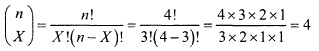 (n X) = n! / X!(n − X)! = 4! / 3!(4 − 3)! = 4 × 3 × 2 × 1 / 3 × 2 × 1 × 1 = 4